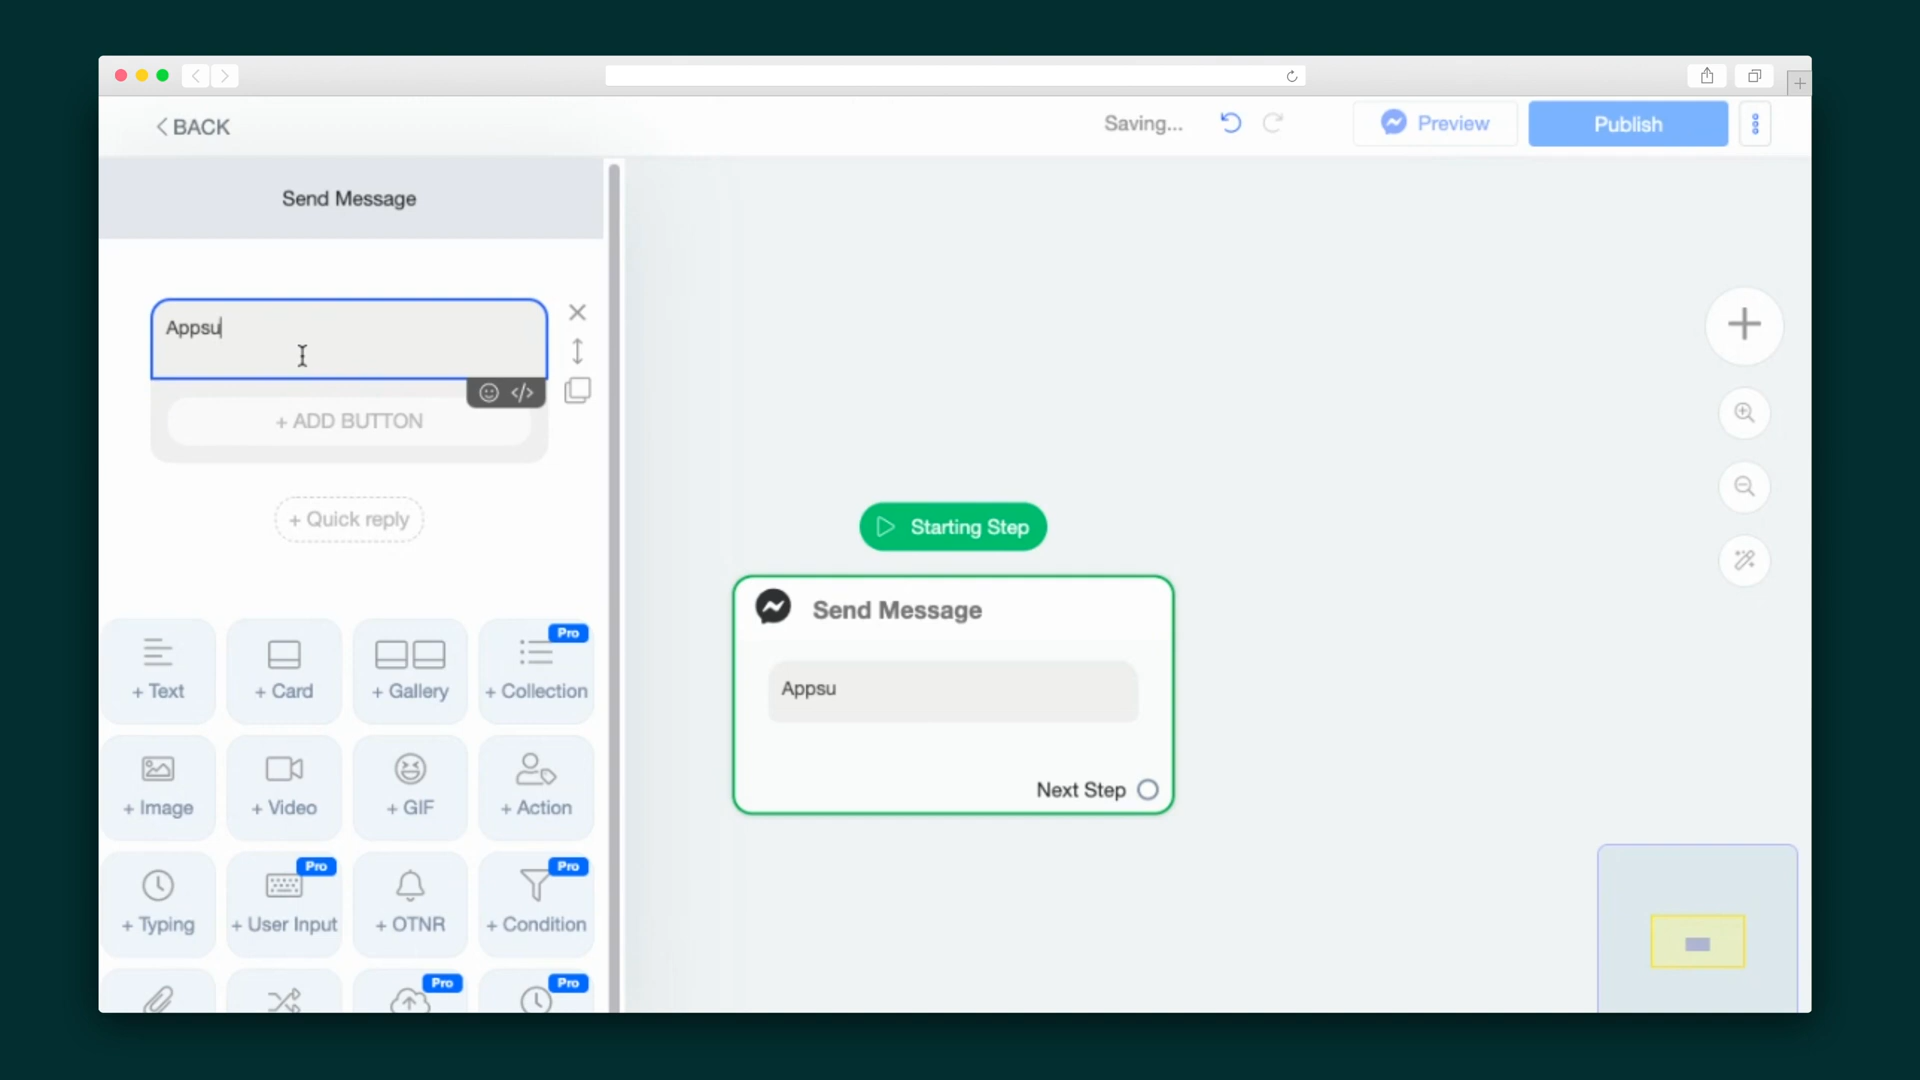 BACK
Saving...
Preview
Publish
Send Message
Appsu
</>
+ ADD BUTTON
+ Quick reply
Starting Step
Send Message
Appsu
Next Step
Pro
+ Text
+ Card
+ Gallery
+ Collection
+ Image
+ Video
+ GIF
+ Action
Pro
Pro
+ Typing
+ User Input
+ OTNR
+ Condition
Pro
Pro